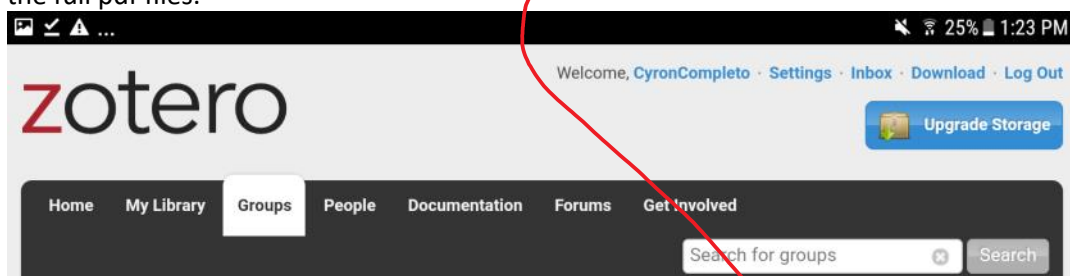 the full pdf files.
... 25% 1:23 PM
zotero
Welcome, CyronCompleto · Settings · Inbox · Download · Log Out
Upgrade Storage
Home My Library Groups People Documentation Forums Get Involved
Search for groups Search